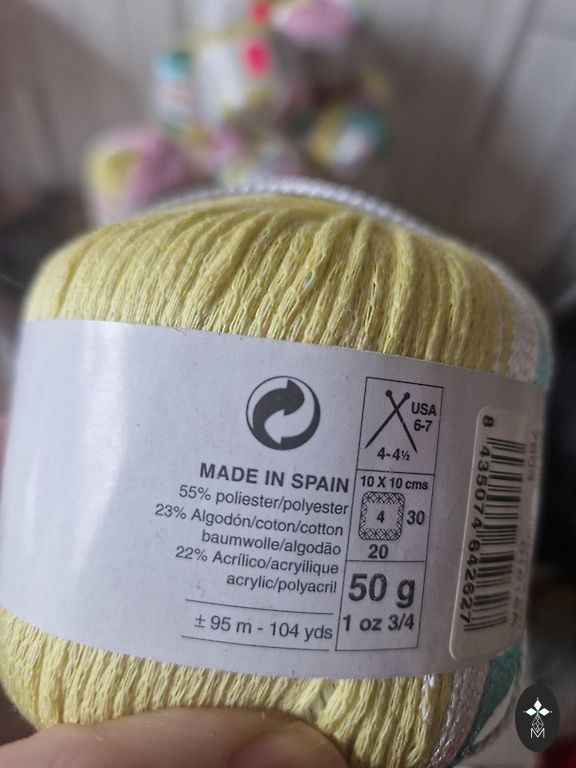 USA
6-7
4-4½
MADE IN SPAIN
55% poliester/polyester
23% Algodón/coton/cotton
baumwolle/algodão
22% Acrílico/acryilique
acrylic/polyacril
± 95 m - 104 yds
10 X 10 cms
4 30
20
50 g
1 oz 3/4
8 435074 642627
M